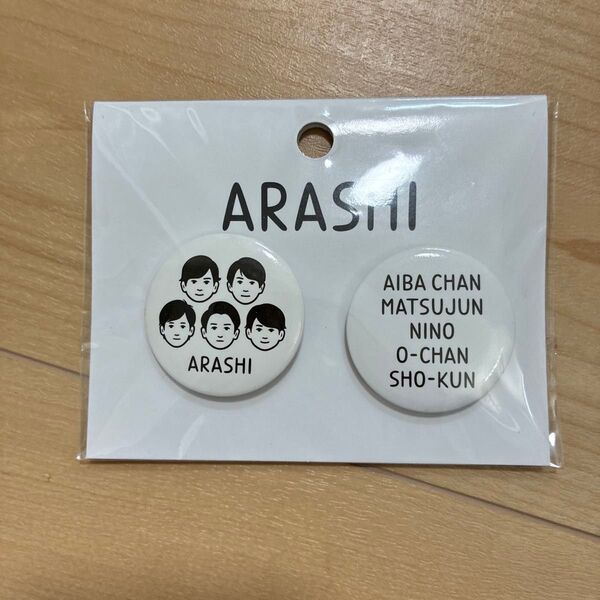 ARASHI
ARASHI
AIBA CHAN
MATSUJUN
NINO
O-CHAN
SHO-KUN